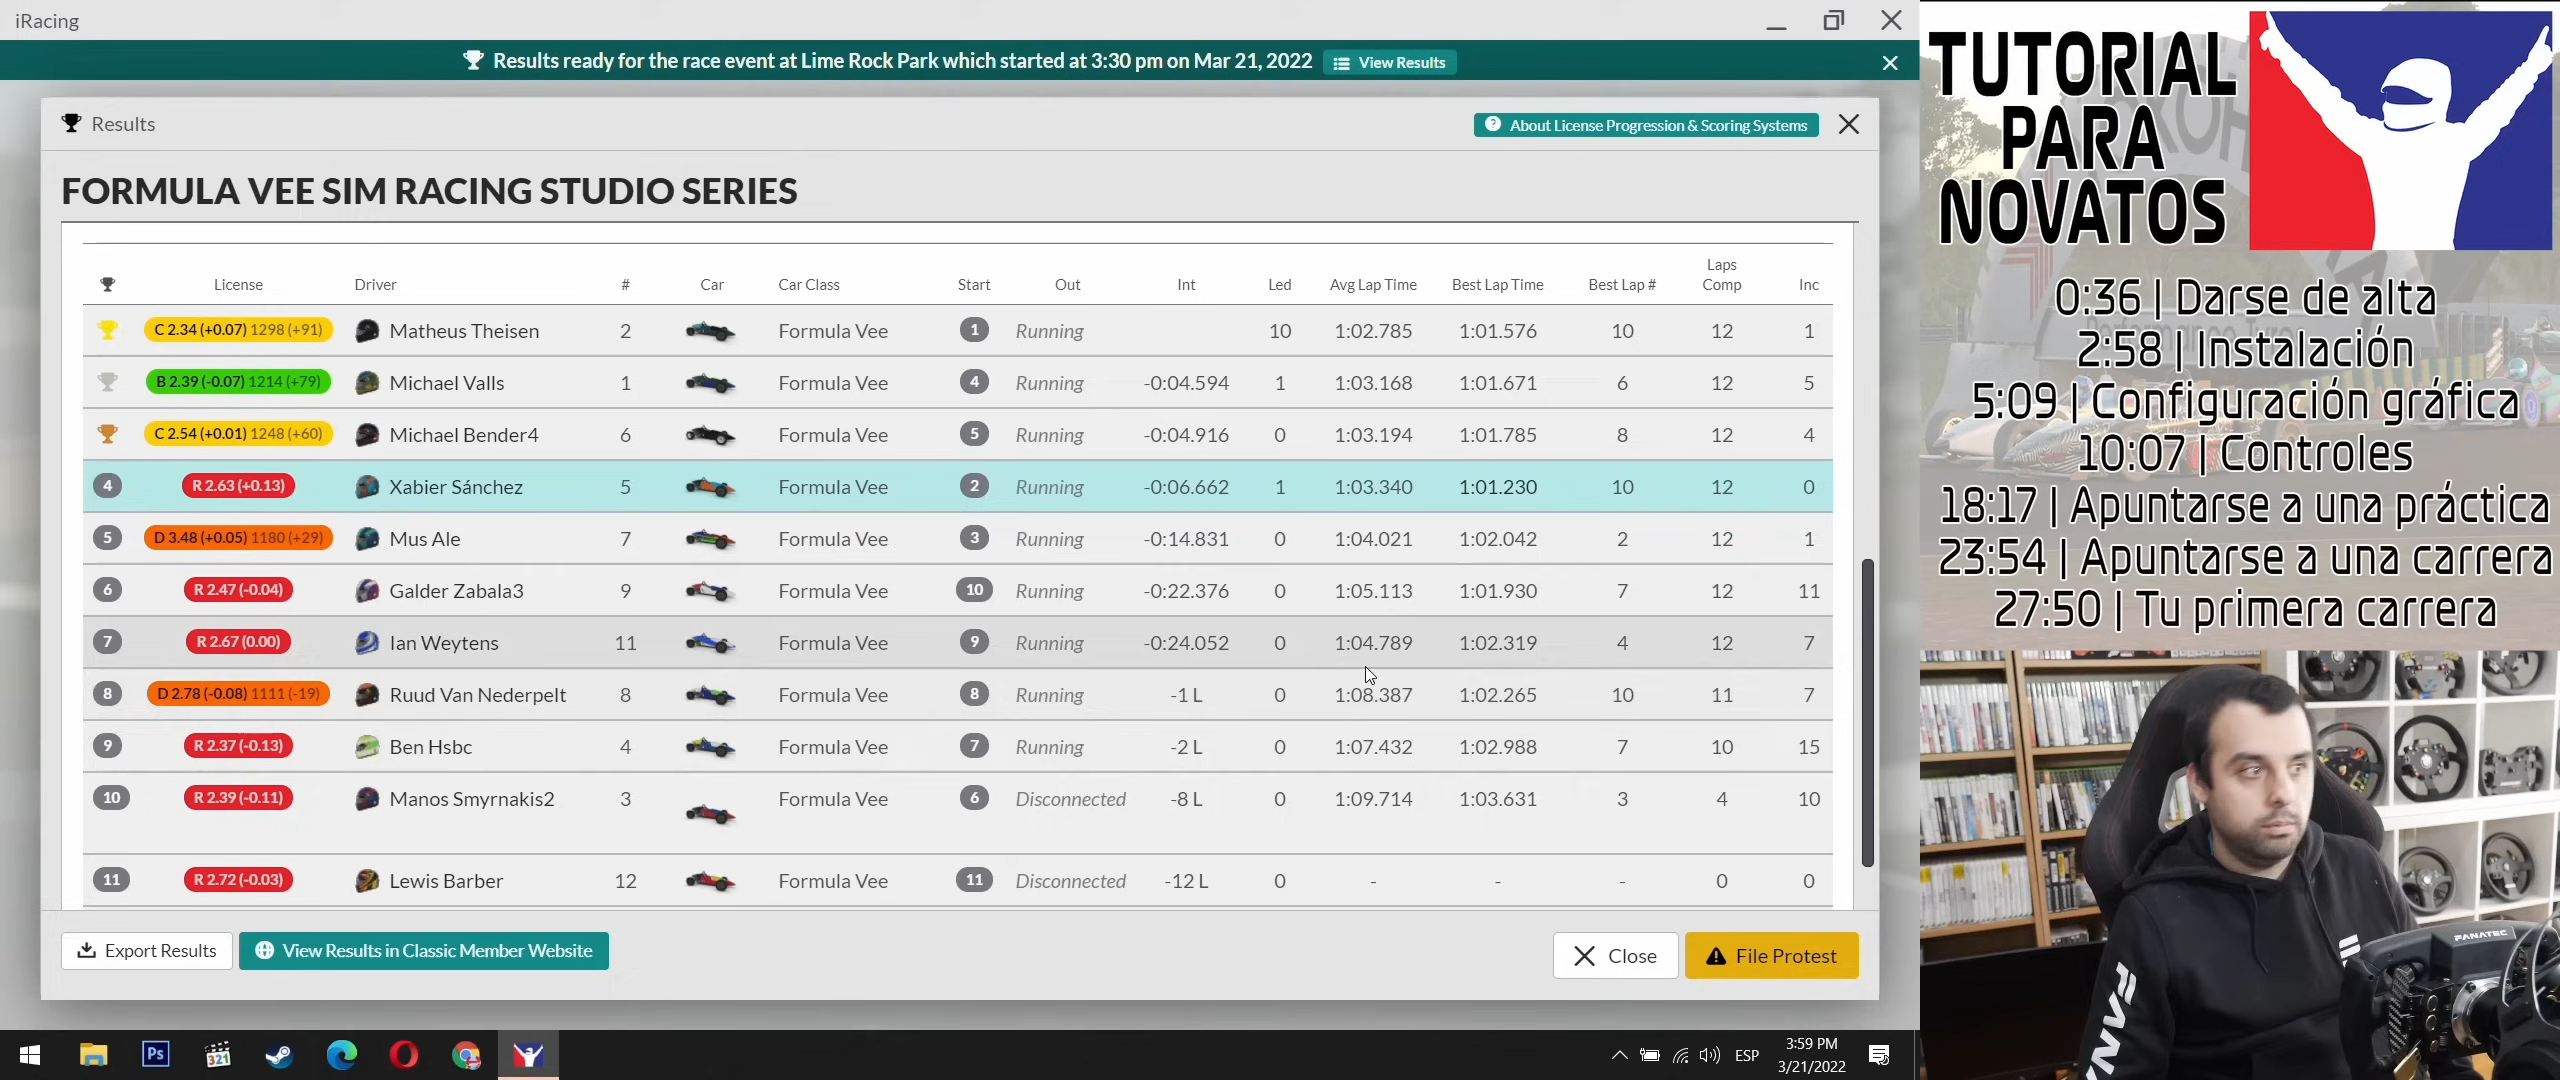 iRacing
Results ready for the race event at Lime Rock Park which started at 3:30 pm on Mar 21, 2022 View Results
Results
About License Progression & Scoring Systems
FORMULA VEE SIM RACING STUDIO SERIES
License Driver # Car Car Class Start Out Int Led Avg Lap Time Best Lap Time Best Lap # Laps Comp Inc
C 2.34 (+0.07) 1298 (+91) Matheus Theisen 2 Formula Vee 1 Running 10 1:02.785 1:01.576 10 12 1
B 2.39 (-0.07) 1214 (+79) Michael Valls 1 Formula Vee 4 Running -0:04.594 1 1:03.168 1:01.671 6 12 5
C 2.54 (+0.01) 1248 (+60) Michael Bender4 6 Formula Vee 5 Running -0:04.916 0 1:03.194 1:01.785 8 12 4
4 R 2.63 (+0.13) Xabier Sánchez 5 Formula Vee 2 Running -0:06.662 1 1:03.340 1:01.230 10 12 0
5 D 3.48 (+0.05) 1180 (+29) Mus Ale 7 Formula Vee 3 Running -0:14.831 0 1:04.021 1:02.042 2 12 1
6 R 2.47 (-0.04) Galder Zabala3 9 Formula Vee 10 Running -0:22.376 0 1:05.113 1:01.930 7 12 11
7 R 2.67 (0.00) Ian Weytens 11 Formula Vee 9 Running -0:24.052 0 1:04.789 1:02.319 4 12 7
8 D 2.78 (-0.08) 1111 (-19) Ruud Van Nederpelt 8 Formula Vee 8 Running -1 L 0 1:08.387 1:02.265 10 11 7
9 R 2.37 (-0.13) Ben Hsbc 4 Formula Vee 7 Running -2 L 0 1:07.432 1:02.988 7 10 15
10 R 2.39 (-0.11) Manos Smyrnakis2 3 Formula Vee 6 Disconnected -8 L 0 1:09.714 1:03.631 3 4 10
11 R 2.72 (-0.03) Lewis Barber 12 Formula Vee 11 Disconnected -12 L 0 - - - 0 0
Export Results View Results in Classic Member Website Close File Protest
Ps 321 ESP 3:59 PM
3/21/2022
TUTORIAL
PARA
NOVATOS
0:36 | Darse de alta
2:58 | Instalación
5:09 | Configuración gráfica
10:07 | Controles
18:17 | Apuntarse a una práctica
23:54 | Apuntarse a una carrera
27:50 | Tu primera carrera
FANATEC